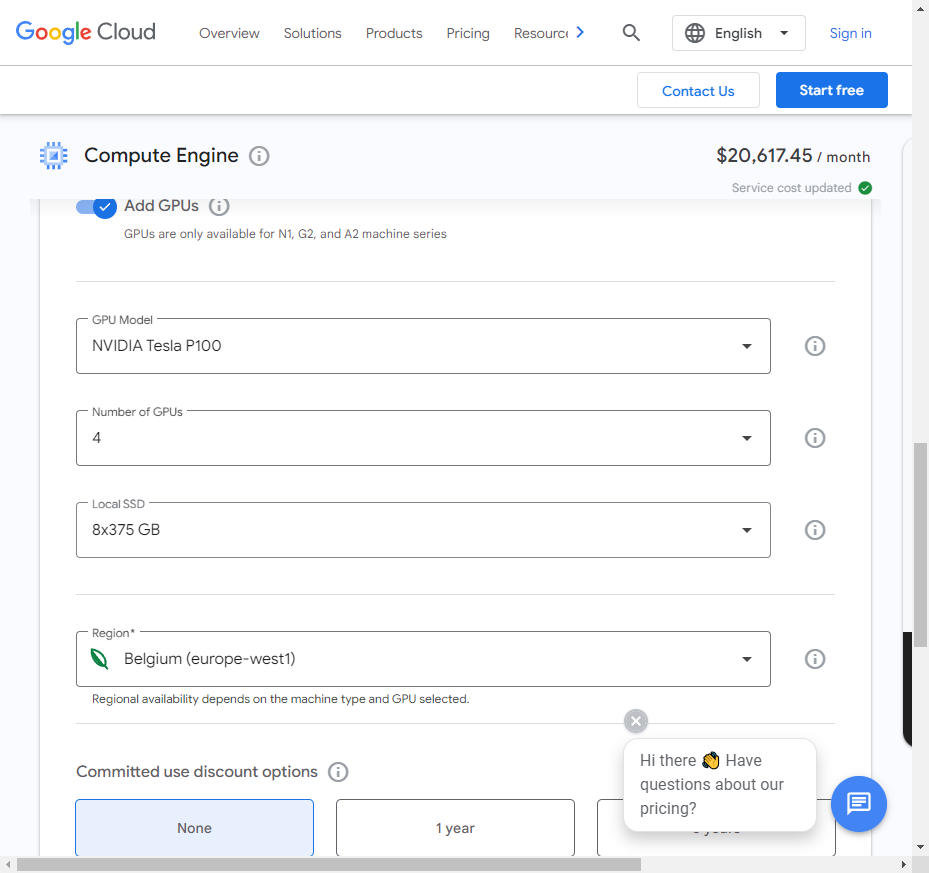 Google Cloud
Overview Solutions Products Pricing Resourc English Sign in
Contact Us Start free
Compute Engine $20,617.45 / month
Service cost updated
Add GPUs
GPUs are only available for N1, G2, and A2 machine series
GPU Model
NVIDIA Tesla P100
Number of GPUs
4
Local SSD
8x375 GB
Region*
Belgium (europe-west1)
Regional availability depends on the machine type and GPU selected.
Hi there 👋 Have
questions about our
pricing?
Committed use discount options
None 1 year